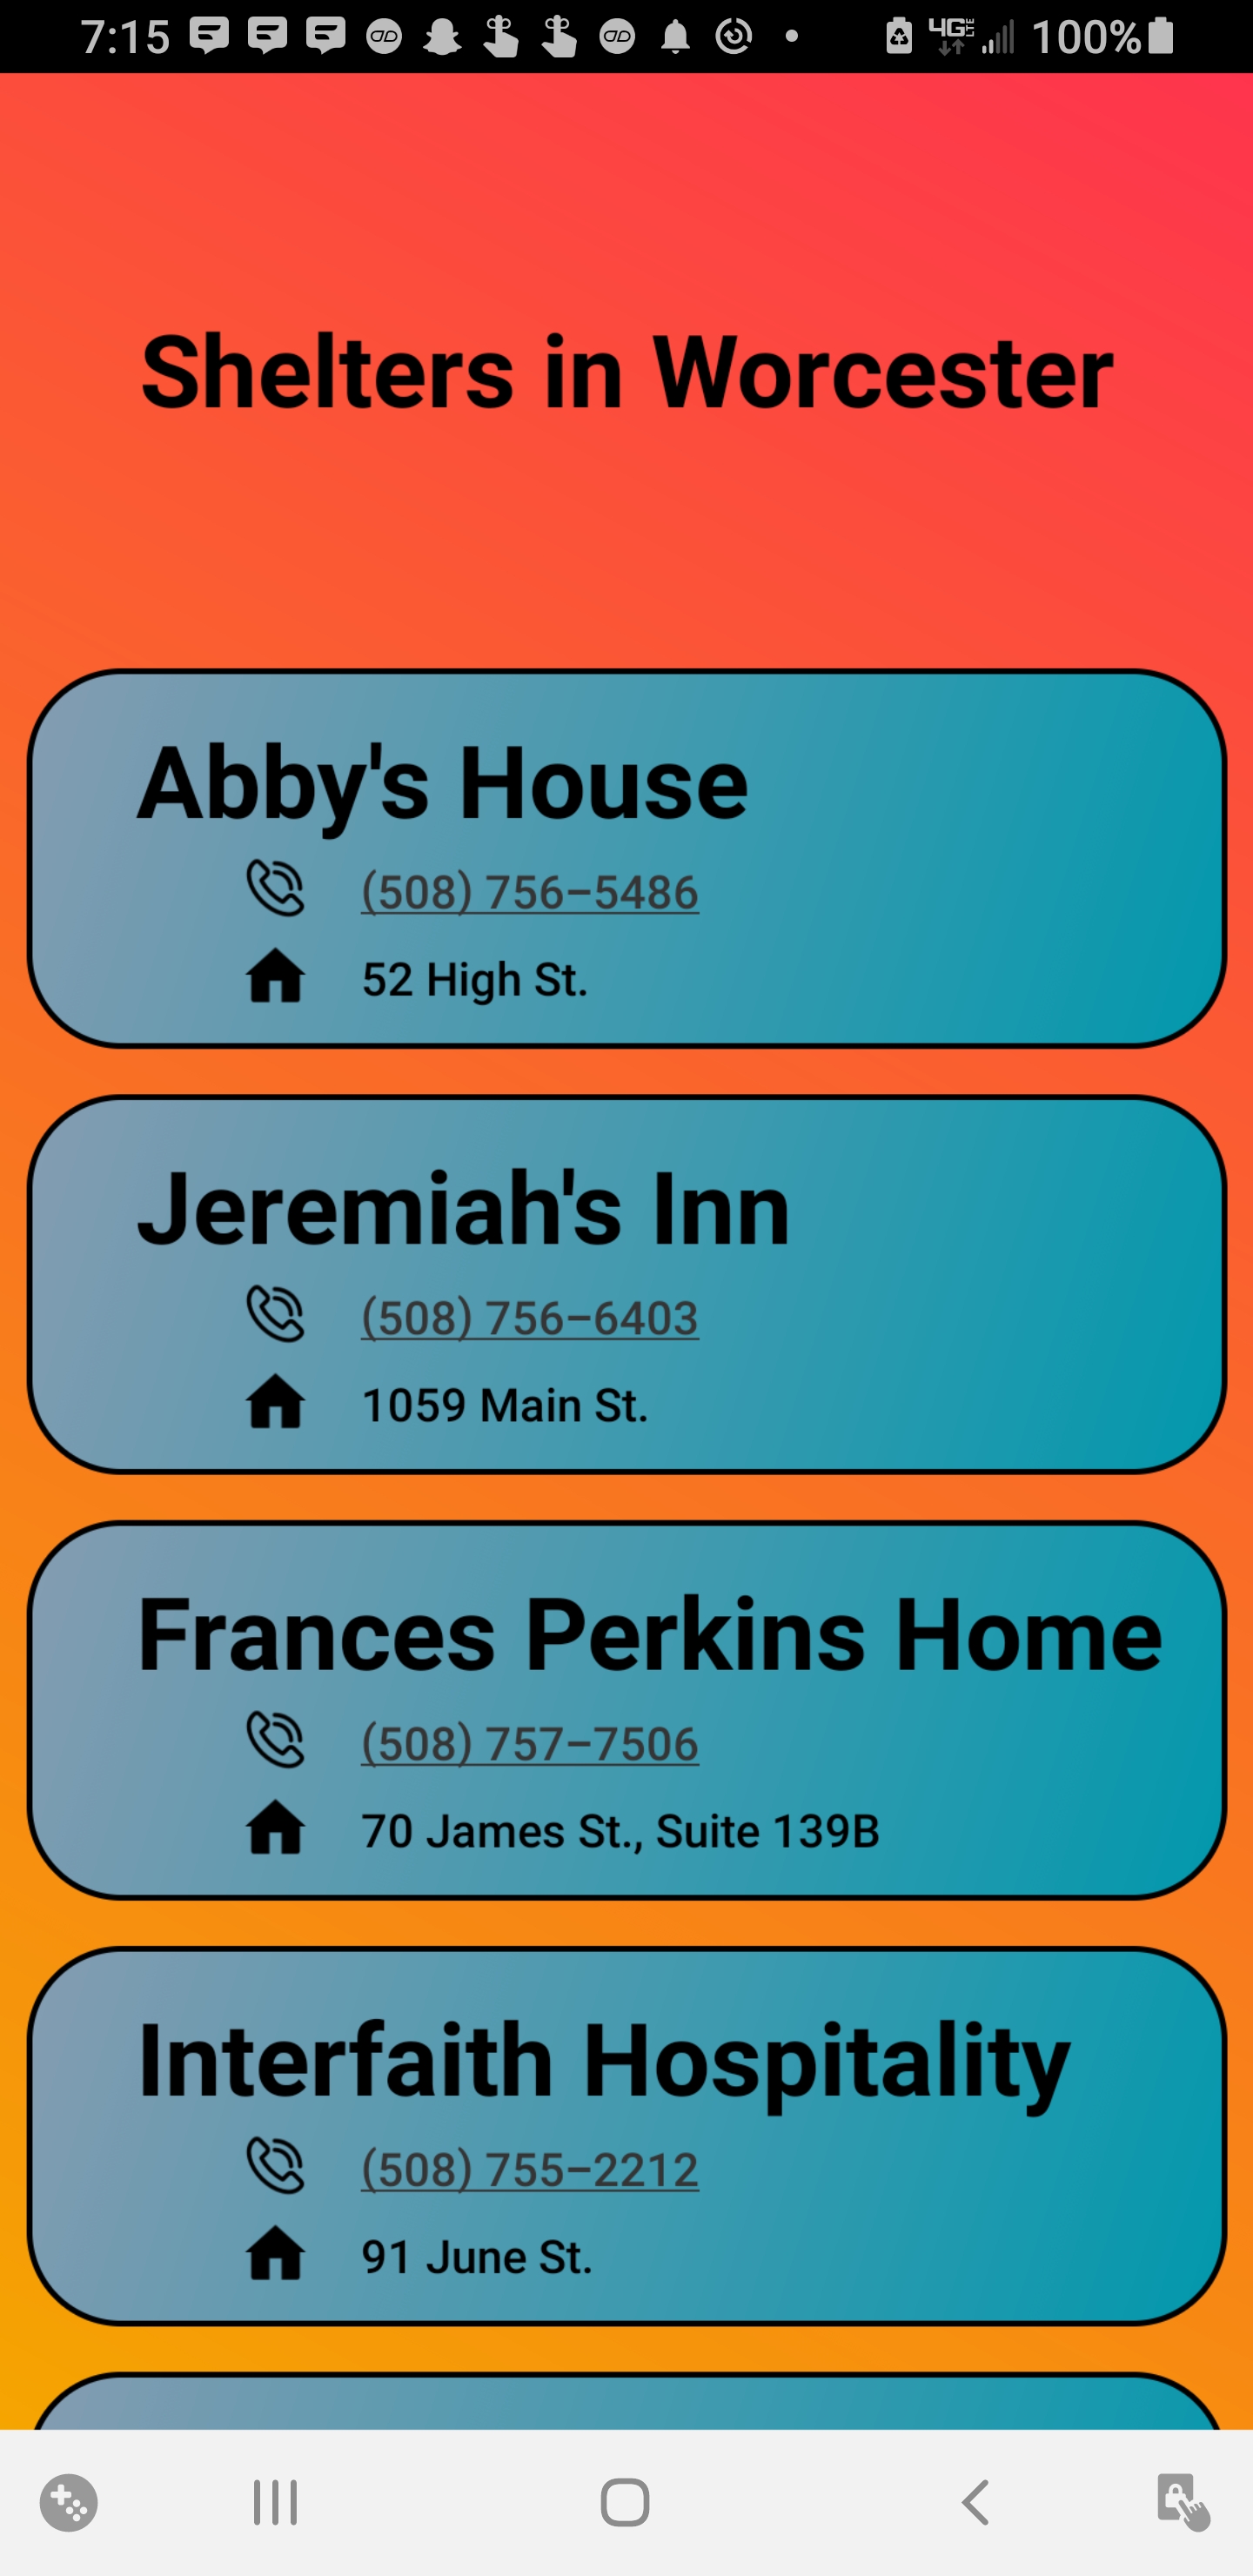 7:15 4G LTE 100%
Shelters in Worcester
Abby's House
(508) 756–5486
52 High St.
Jeremiah's Inn
(508) 756–6403
1059 Main St.
Frances Perkins Home
(508) 757–7506
70 James St., Suite 139B
Interfaith Hospitality
(508) 755–2212
91 June St.